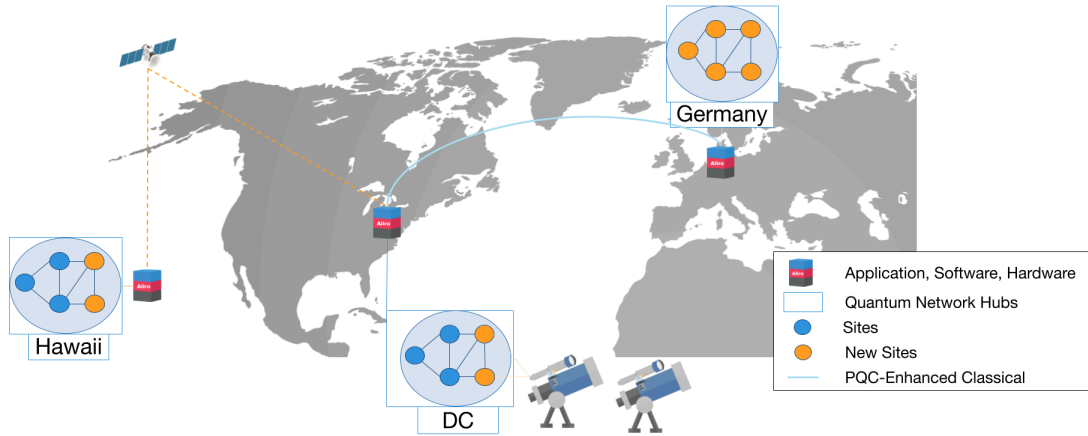 Germany
Aliro
Aliro
Aliro
Hawaii
DC
Aliro
Application, Software, Hardware
Quantum Network Hubs
Sites
New Sites
PQC-Enhanced Classical